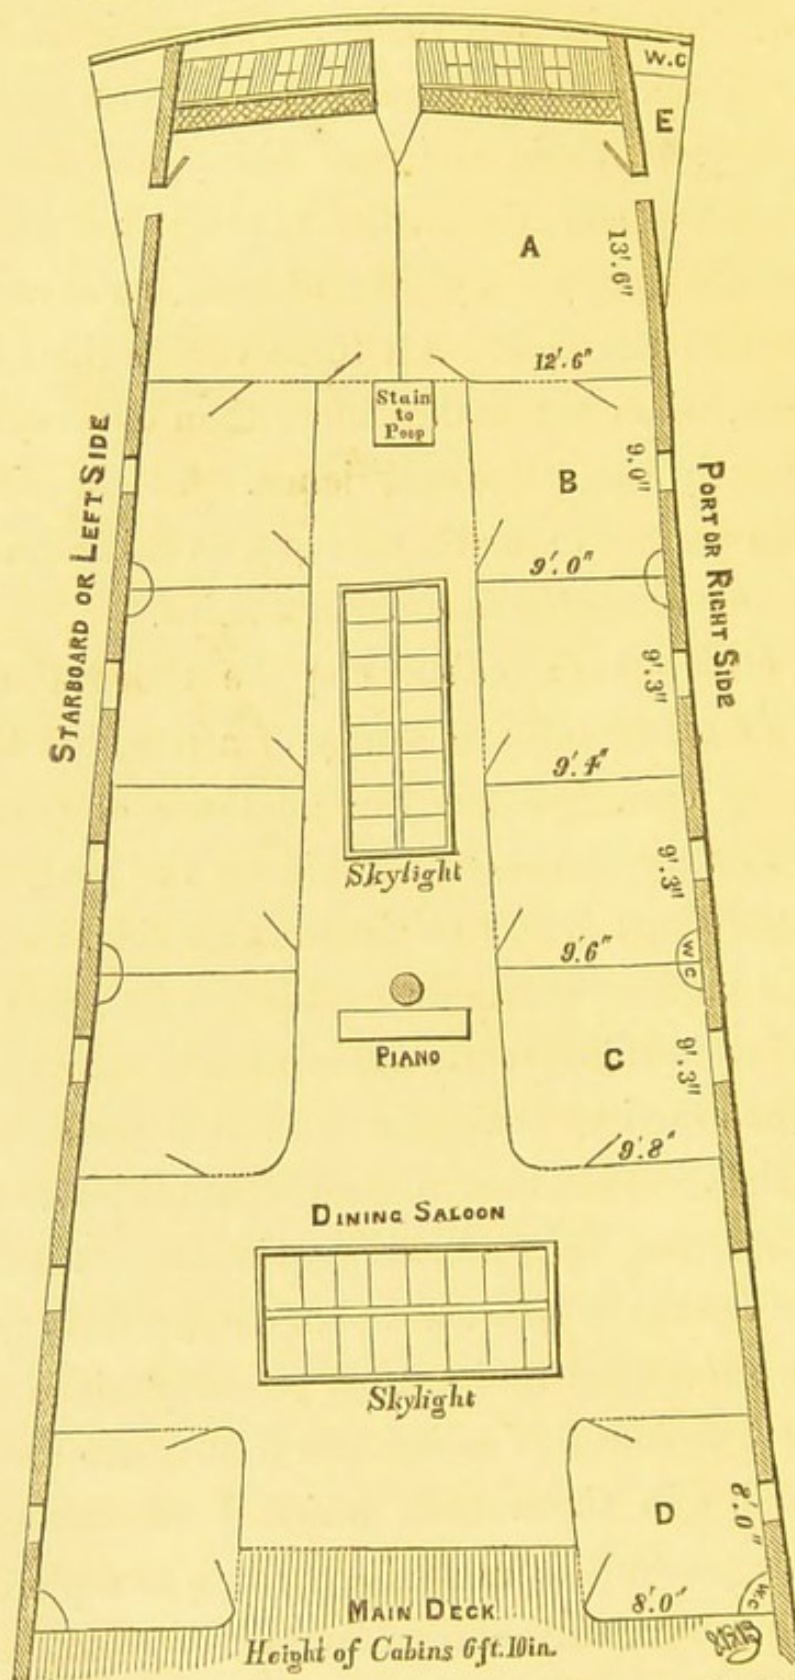 W.C
E
A
13'.6"
12'.6"
Stain
to
Poop
STARBOARD OR LEFT SIDE
PORT OR RIGHT SIDE
B
9.0"
9'.0"
9'.3"
9'.4"
Skylight
9'.3"
9'.6"
W C
PIANO
C
9'.3"
9'.8"
DINING SALOON
Skylight
D
8'.0"
8'.0"
W.C
MAIN DECK
Height of Cabins 6ft.10in.